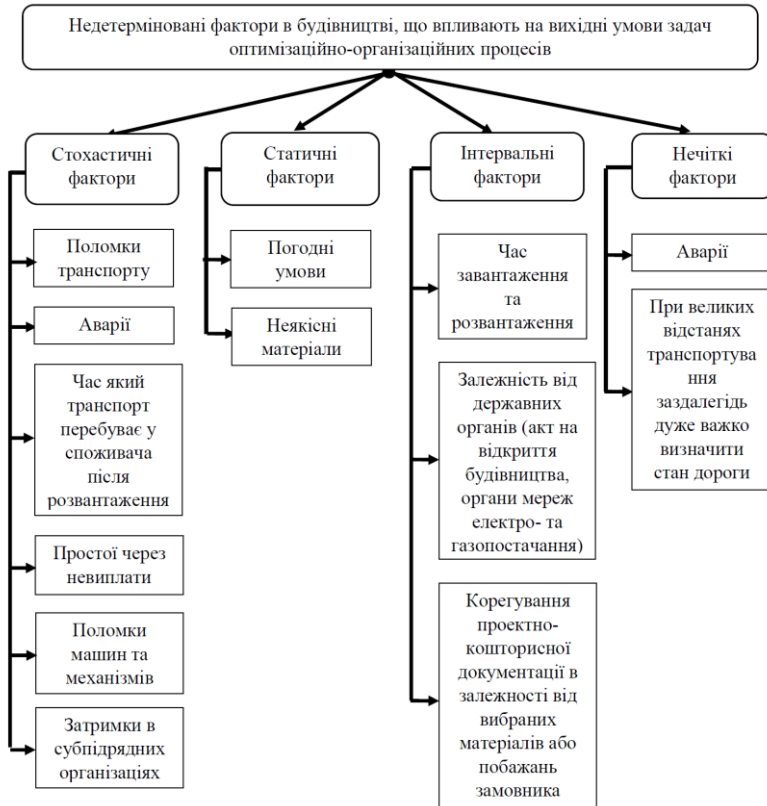 Недетерміновані фактори в будівництві, що впливають на вихідні умови задач
оптимізаційно-організаційних процесів
Стохастичні
фактори
Поломки
транспорту
Аварії
Час який
транспорт
перебуває у
споживача
після
розвантаження
Простої через
невиплати
Поломки
машин та
механізмів
Затримки в
субпідрядних
організаціях
Статичні
фактори
Погодні
умови
Неякісні
матеріали
Інтервальні
фактори
Час
завантаження
та
розвантаження
Залежність від
державних
органів (акт на
відкриття
будівництва,
органи мереж
електро- та
газопостачання)
Корегування
проектно-
кошторисної
документації в
залежності від
вибраних
матеріалів або
побажань
замовника
Нечіткі
фактори
Аварії
При великих
відстанях
транспортува
ння
заздалегідь
дуже важко
визначити
стан дороги